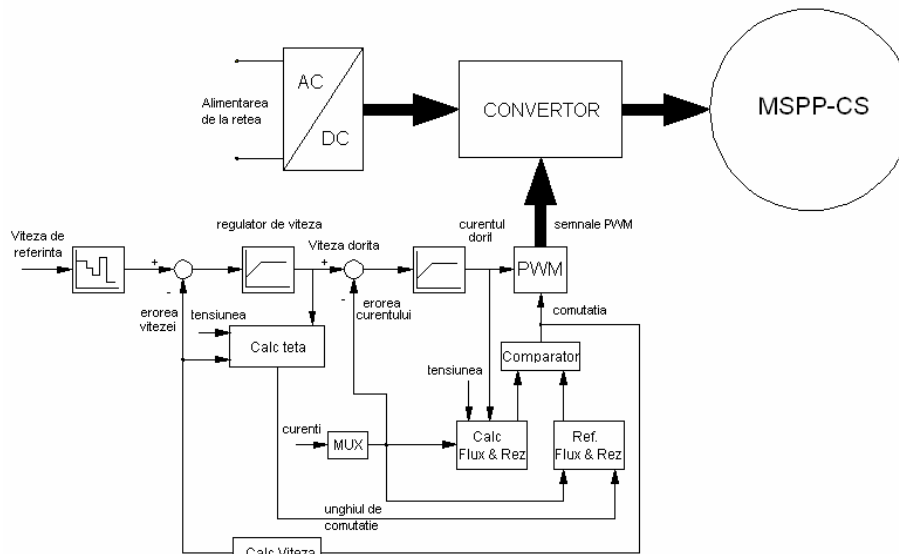 AC
DC
Alimentarea
de la retea
CONVERTOR
MSPP-CS
regulator de viteza
curentul
dorit
semnale PWM
Viteza de
referinta
+
-
Viteza dorita
+
-
PWM
erorea
vitezei
tensiunea
Calc teta
erorea
curentului
comutatia
Comparator
tensiunea
curenti
MUX
Calc
Flux & Rez
Ref.
Flux & Rez
unghiul de
comutatie
Calc Viteza